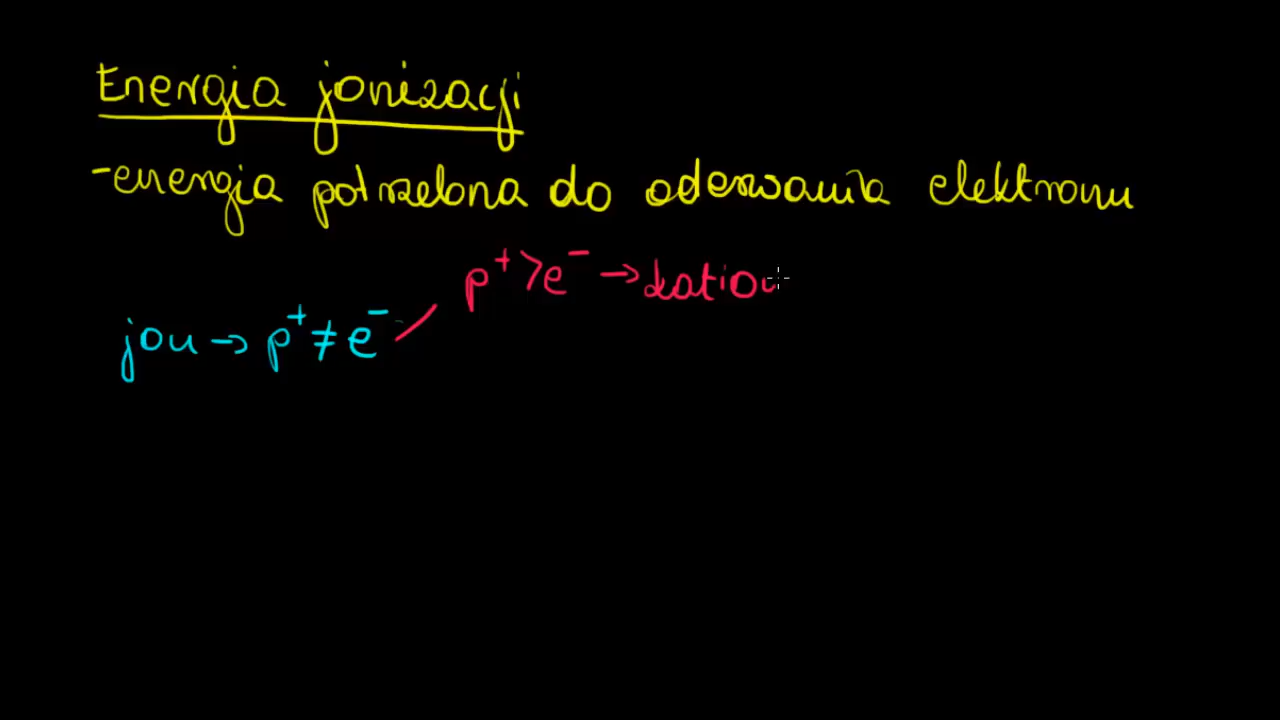 Energia jonizacji
-energia potrzebna do oderwania elektronu
p⁺>e⁻ → kation
jon → p⁺ ≠ e⁻